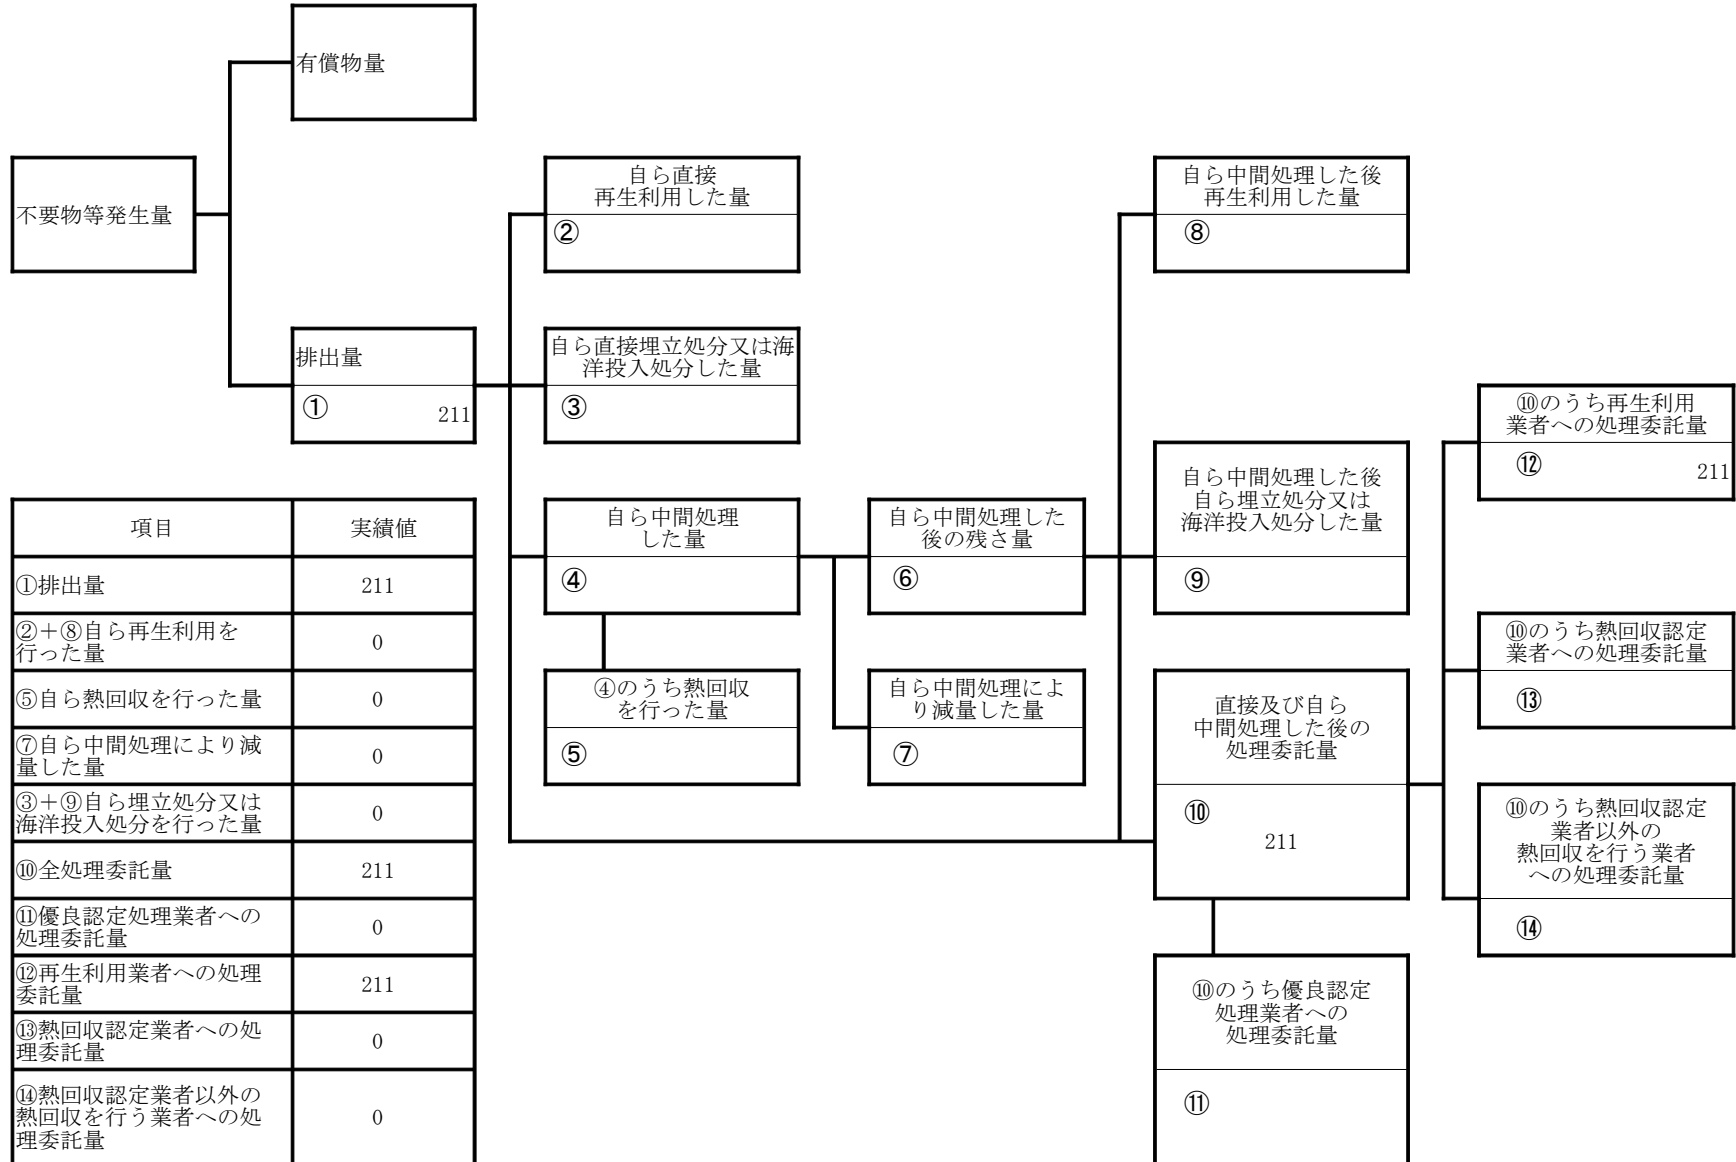 有償物量
不要物等発生量
自ら直接
再生利用した量
②
自ら中間処理した後
再生利用した量
⑧
排出量
①
211
自ら直接埋立処分又は海
洋投入処分した量
③
⑩のうち再生利用
業者への処理委託量
⑫
211
自ら中間処理
した量
④
自ら中間処理した
後の残さ量
⑥
自ら中間処理した後
自ら埋立処分又は
海洋投入処分した量
⑨
④のうち熱回収
を行った量
⑤
自ら中間処理によ
り減量した量
⑦
直接及び自ら
中間処理した後の
処理委託量
⑩
211
⑩のうち熱回収認定
業者への処理委託量
⑬
⑩のうち熱回収認定
業者以外の
熱回収を行う業者
への処理委託量
⑭
⑩のうち優良認定
処理業者への
処理委託量
⑪
項目 実績値
①排出量 211
②＋⑧自ら再生利用を
行った量 0
⑤自ら熱回収を行った量 0
⑦自ら中間処理により減
量した量 0
③＋⑨自ら埋立処分又は
海洋投入処分を行った量 0
⑩全処理委託量 211
⑪優良認定処理業者への
処理委託量 0
⑫再生利用業者への処理
委託量 211
⑬熱回収認定業者への処
理委託量 0
⑭熱回収認定業者以外の
熱回収を行う業者への処 0
理委託量